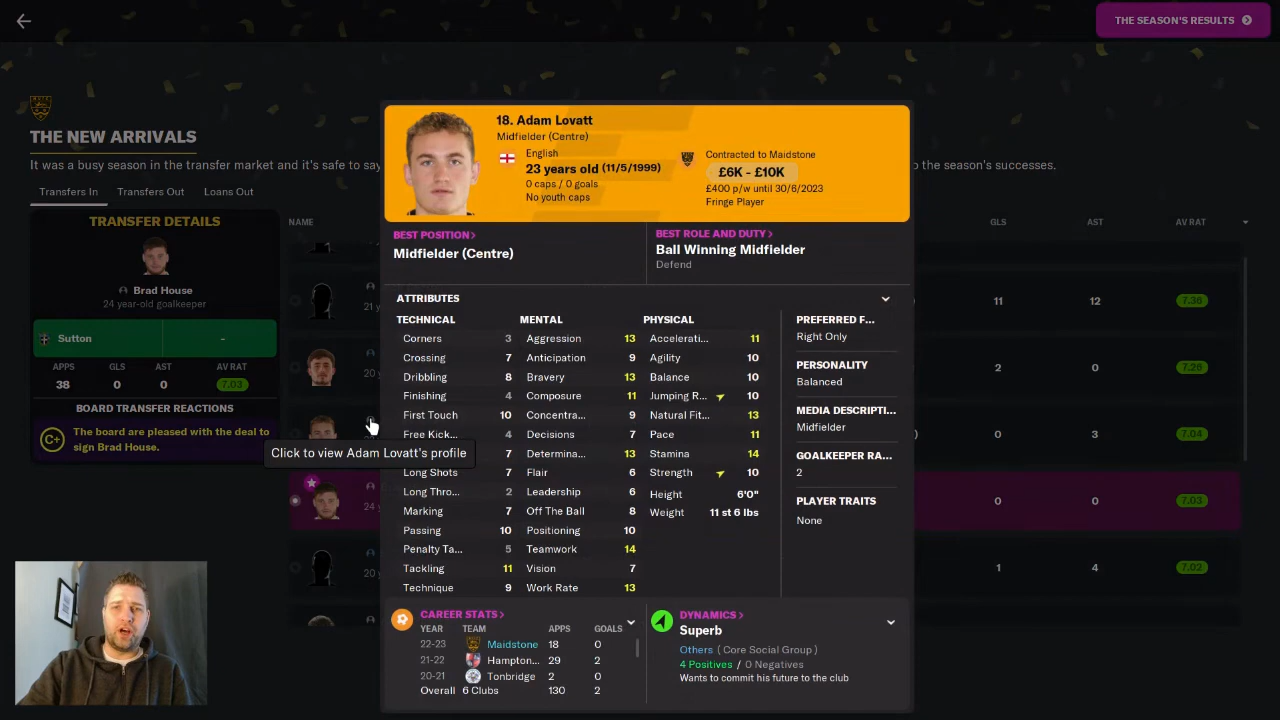 THE SEASON'S RESULTS
THE NEW ARRIVALS
It was a busy season in the transfer market and it's safe to say
the season's successes.
Transfers In
Transfers Out
Loans Out
TRANSFER DETAILS
Brad House
24 year-old goalkeeper
Sutton
-
APPS GLS AST AV RAT
38 0 0 7.03
BOARD TRANSFER REACTIONS
C+
The board are pleased with the deal to
sign Brad House.
NAME
GLS AST AV RAT
21 11 12 7.36
20 2 0 7.26
0 3 7.04
24 0 0 7.03
20 1 4 7.02
Click to view Adam Lovatt's profile
18. Adam Lovatt
Midfielder (Centre)
English
23 years old (11/5/1999)
0 caps / 0 goals
No youth caps
Contracted to Maidstone
£6K - £10K
£400 p/w until 30/6/2023
Fringe Player
BEST POSITION>
Midfielder (Centre)
BEST ROLE AND DUTY>
Ball Winning Midfielder
Defend
ATTRIBUTES
TECHNICAL MENTAL PHYSICAL
Corners 3 Aggression 13 Accelerati... 11
Crossing 7 Anticipation 9 Agility 10
Dribbling 8 Bravery 13 Balance 10
Finishing 4 Composure 11 Jumping R... 10
First Touch 10 Concentra... 9 Natural Fit... 13
Free Kick... 4 Decisions 7 Pace 11
7 Determina... 13 Stamina 14
Long Shots 7 Flair 6 Strength 10
Long Thro... 2 Leadership 6 Height 6'0"
Marking 7 Off The Ball 8 Weight 11 st 6 lbs
Passing 10 Positioning 10
Penalty Ta... 5 Teamwork 14
Tackling 11 Vision 7
Technique 9 Work Rate 13
PREFERRED F...
Right Only
PERSONALITY
Balanced
MEDIA DESCRIPTI...
Midfielder
GOALKEEPER RA...
2
PLAYER TRAITS
None
CAREER STATS>
YEAR TEAM APPS GOALS
22-23 Maidstone 18 0
21-22 Hampton... 29 2
20-21 Tonbridge 2 0
Overall 6 Clubs 130 2
DYNAMICS>
Superb
Others ( Core Social Group )
4 Positives / 0 Negatives
Wants to commit his future to the club